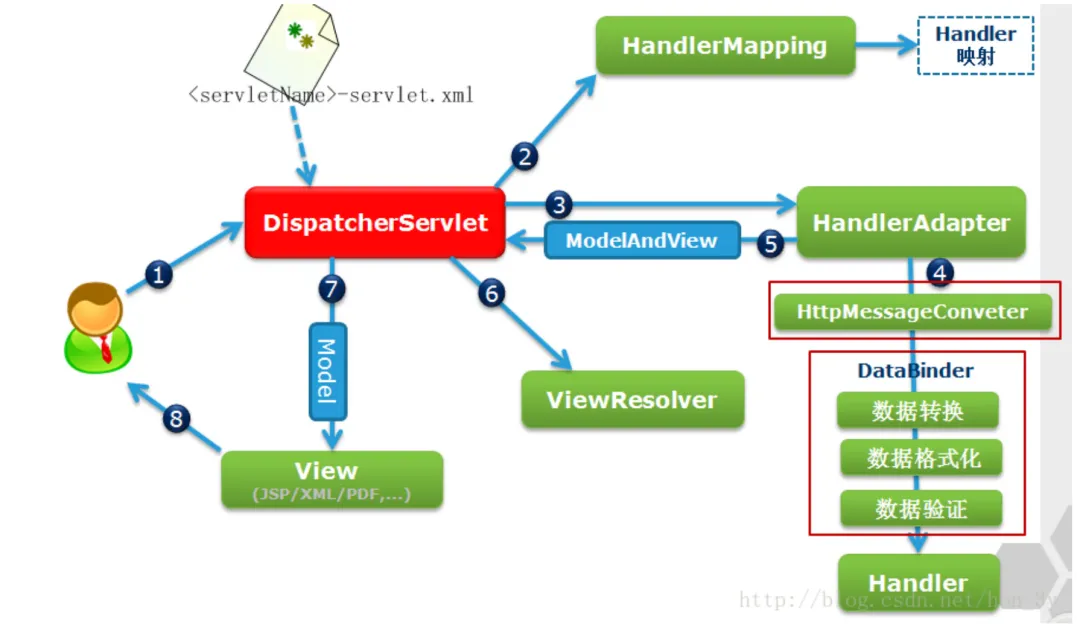 HandlerMapping
Handler
映射
<servletName>-servlet.xml
2
DispatcherServlet
3
HandlerAdapter
ModelAndView
5
1
7
6
4
HttpMessageConveter
Model
DataBinder
ViewResolver
数据转换
8
数据格式化
View
(JSP/XML/PDF,...)
数据验证
Handler
http://blog.csdn.net/hon_3y